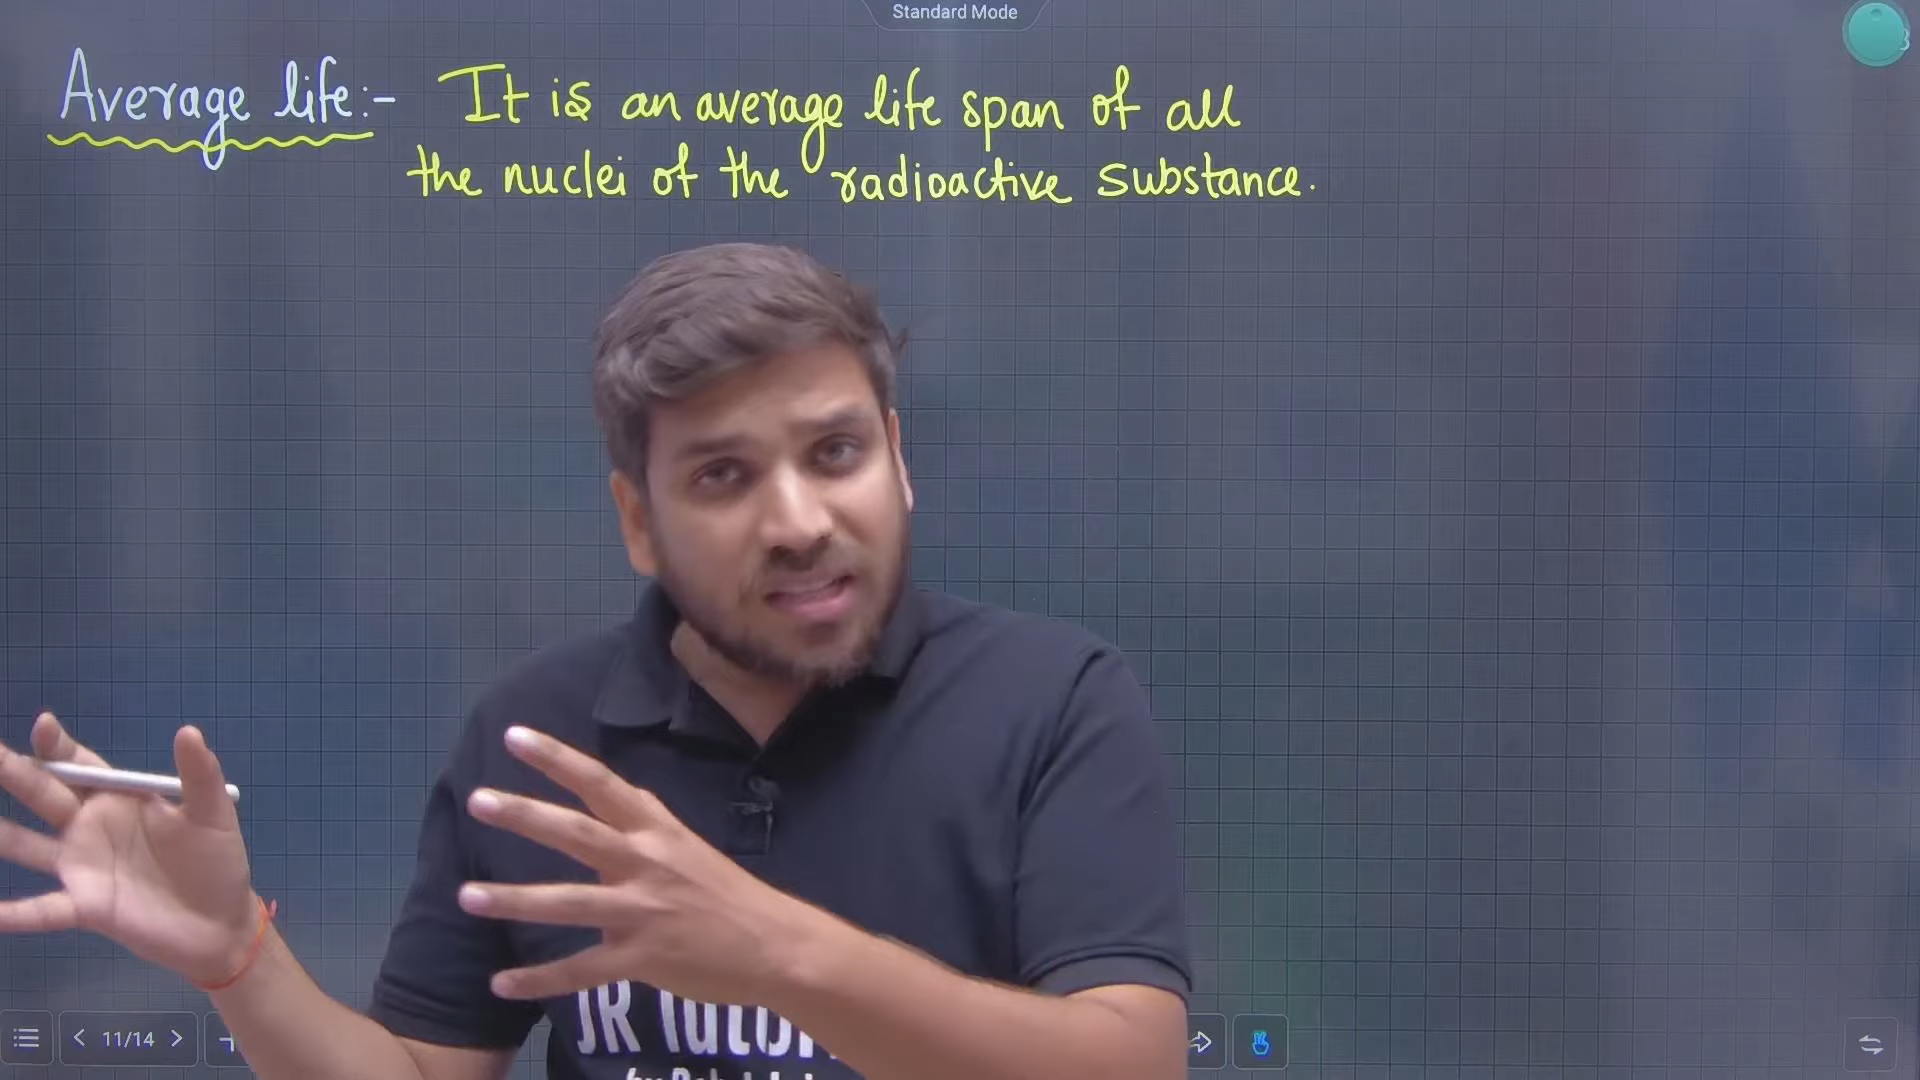 Standard Mode
Average life:- It is an average life span of all
the nuclei of the radioactive substance.
JR
11/14